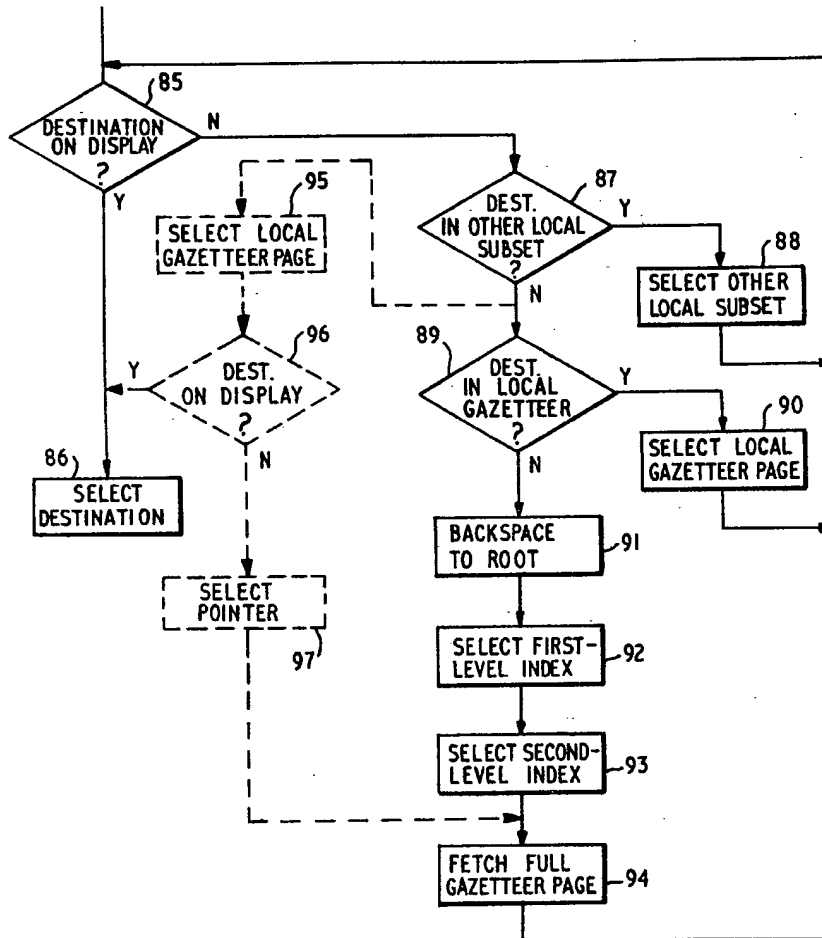 85
DESTINATION
ON DISPLAY
?
N
Y
95
SELECT LOCAL
GAZETTEER PAGE
87
DEST.
IN OTHER LOCAL
SUBSET
?
Y
N
88
SELECT OTHER
LOCAL SUBSET
96
DEST.
ON DISPLAY
?
Y
N
89
DEST.
IN LOCAL
GAZETTEER
?
Y
N
90
SELECT LOCAL
GAZETTEER PAGE
86
SELECT
DESTINATION
BACKSPACE
TO ROOT
91
SELECT
POINTER
97
SELECT FIRST-
LEVEL INDEX
92
SELECT SECOND-
LEVEL INDEX
93
FETCH FULL
GAZETTEER PAGE
94